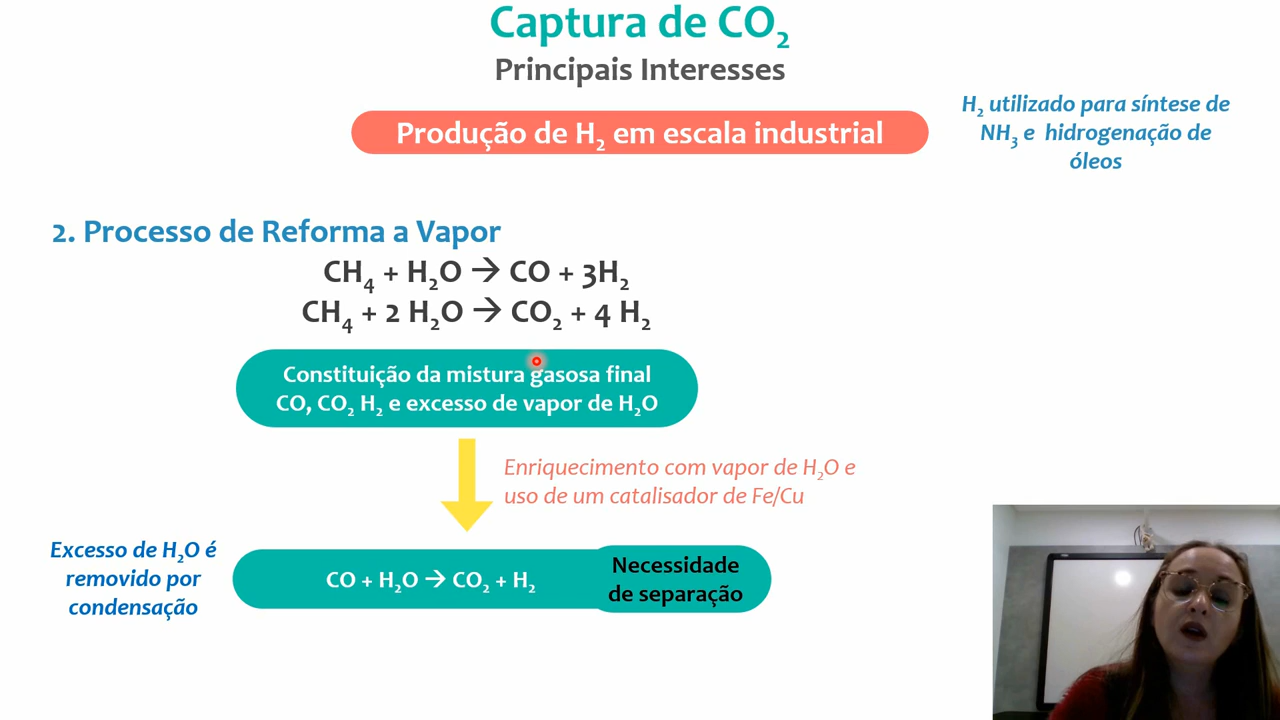 Captura de CO₂
Principais Interesses
Produção de H₂ em escala industrial
H₂ utilizado para síntese de
NH₃ e hidrogenação de
óleos
2. Processo de Reforma a Vapor
CH₄ + H₂O → CO + 3H₂
CH₄ + 2 H₂O → CO₂ + 4 H₂
Constituição da mistura gasosa final
CO, CO₂ H₂ e excesso de vapor de H₂O
Enriquecimento com vapor de H₂O e
uso de um catalisador de Fe/Cu
Excesso de H₂O é
removido por
condensação
CO + H₂O → CO₂ + H₂
Necessidade
de separação